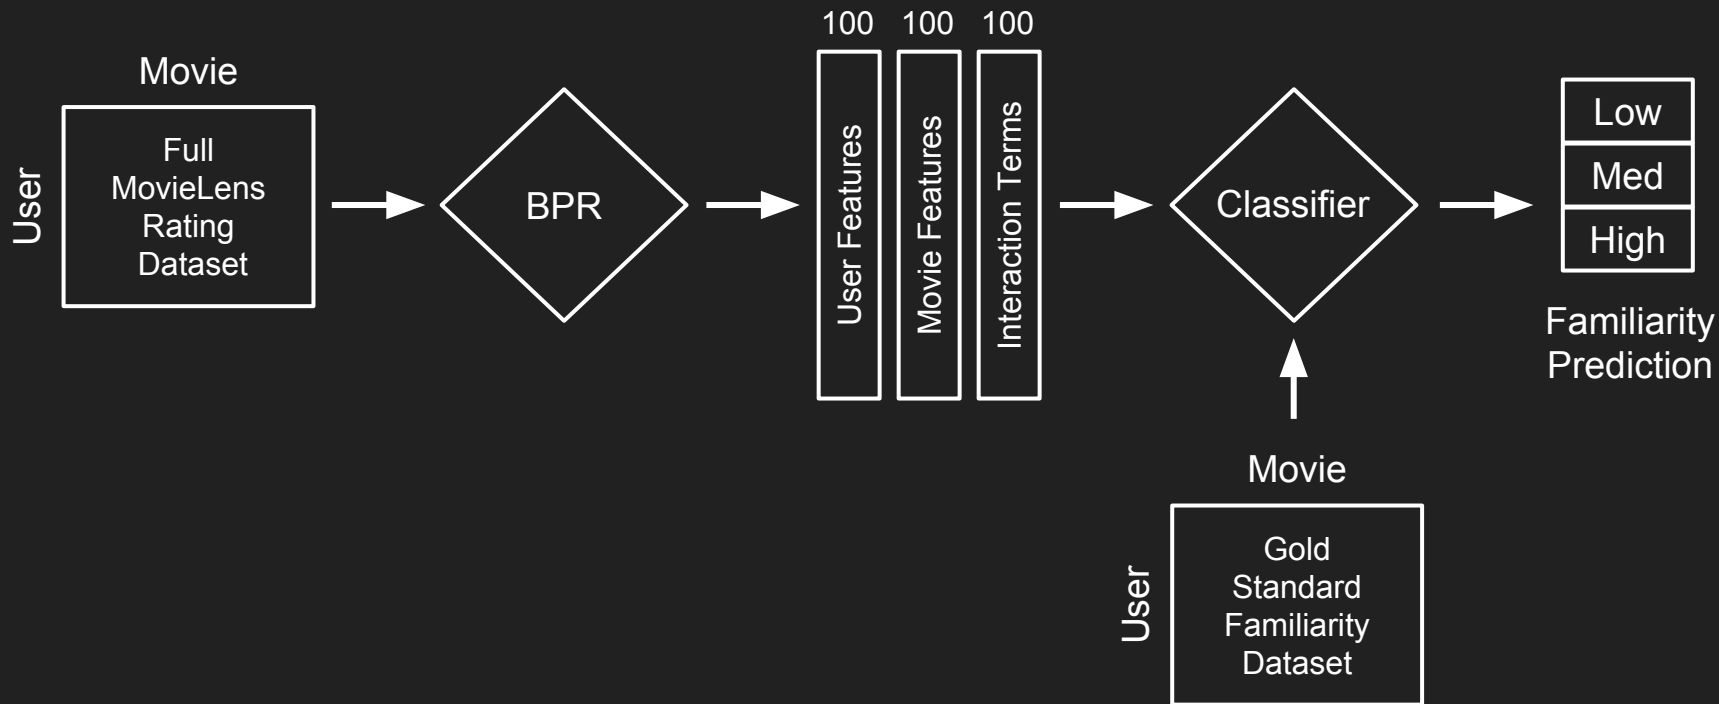 Movie
User
Full
MovieLens
Rating
Dataset
BPR
100 100 100
User Features
Movie Features
Interaction Terms
Classifier
Low
Med
High
Familiarity
Prediction
Movie
User
Gold
Standard
Familiarity
Dataset